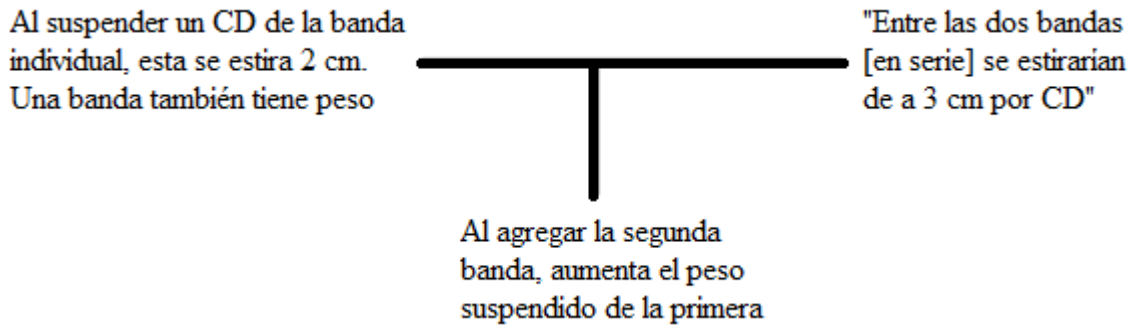 Al suspender un CD de la banda
individual, esta se estira 2 cm.
Una banda también tiene peso
"Entre las dos bandas
[en serie] se estirarían
de a 3 cm por CD"
Al agregar la segunda
banda, aumenta el peso
suspendido de la primera